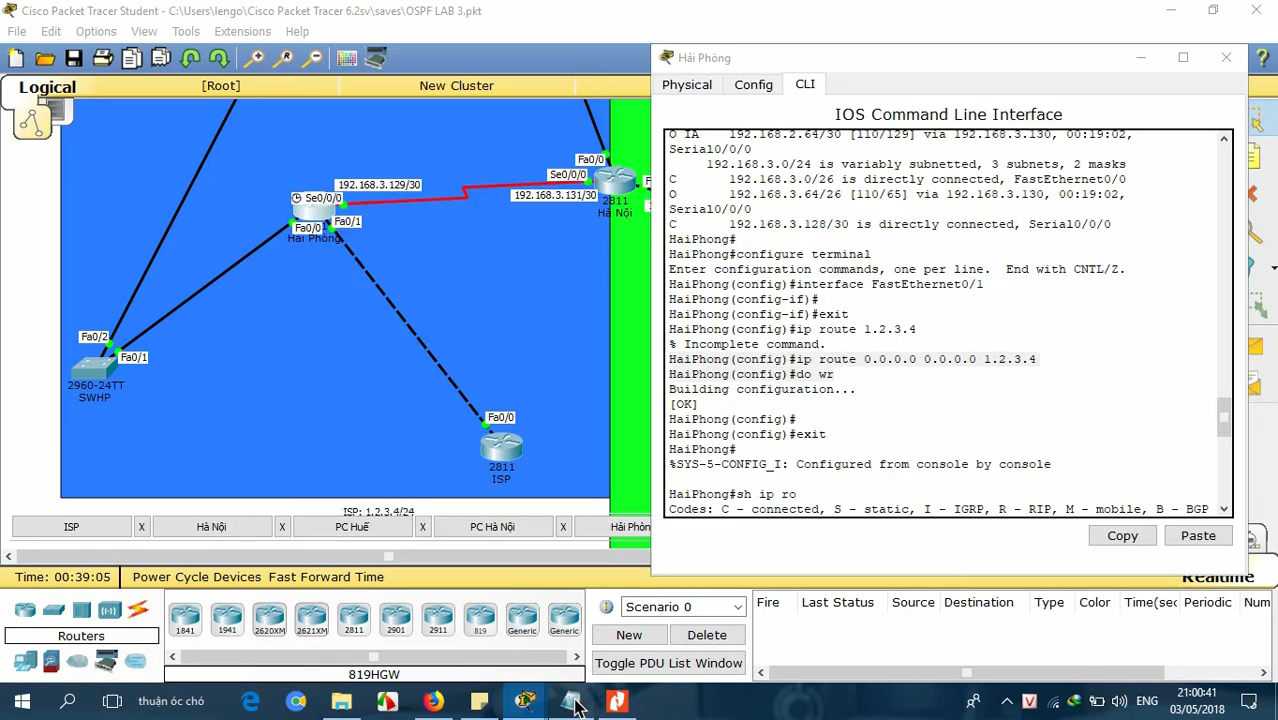 Cisco Packet Tracer Student - C:\Users\lengo\Cisco Packet Tracer 6.2sv\saves\OSPF LAB 3.pkt
File Edit Options View Tools Extensions Help
Logical
[Root]
New Cluster
Hải Phòng
Physical Config CLI
IOS Command Line Interface
O IA 192.168.2.64/30 [110/129] via 192.168.3.130, 00:19:02,
Serial0/0/0
192.168.3.0/24 is variably subnetted, 3 subnets, 2 masks
C 192.168.3.0/26 is directly connected, FastEthernet0/0
O 192.168.3.64/26 [110/65] via 192.168.3.130, 00:19:02,
Serial0/0/0
C 192.168.3.128/30 is directly connected, Serial0/0/0
HaiPhong#
HaiPhong#configure terminal
Enter configuration commands, one per line. End with CNTL/Z.
HaiPhong(config)#interface FastEthernet0/1
HaiPhong(config-if)#
HaiPhong(config-if)#exit
HaiPhong(config)#ip route 1.2.3.4
% Incomplete command.
HaiPhong(config)#ip route 0.0.0.0 0.0.0.0 1.2.3.4
HaiPhong(config)#do wr
Building configuration...
[OK]
HaiPhong(config)#
HaiPhong(config)#exit
HaiPhong#
%SYS-5-CONFIG_I: Configured from console by console
HaiPhong#sh ip ro
Codes: C - connected, S - static, I - IGRP, R - RIP, M - mobile, B - BGP
Copy Paste
Fa0/0
Se0/0/0
192.168.3.129/30
192.168.3.131/30
2811
Hà Nội
Se0/0/0
Fa0/1
Fa0/0
Hải Phòng
Fa0/2
Fa0/1
2960-24TT
SWHP
Fa0/0
2811
ISP
ISP: 1.2.3.4/24
ISP X Hà Nội X PC Huế X PC Hà Nội X Hải Phòn
Time: 00:39:05 Power Cycle Devices Fast Forward Time
Realtime
Routers
1841 1941 2620XM 2621XM 2811 2901 2911 819 Generic Generic
819HGW
Scenario 0
New Delete
Toggle PDU List Window
Fire Last Status Source Destination Type Color Time(sec Periodic Num
thuận óc chó
V
ENG
21:00:41
03/05/2018